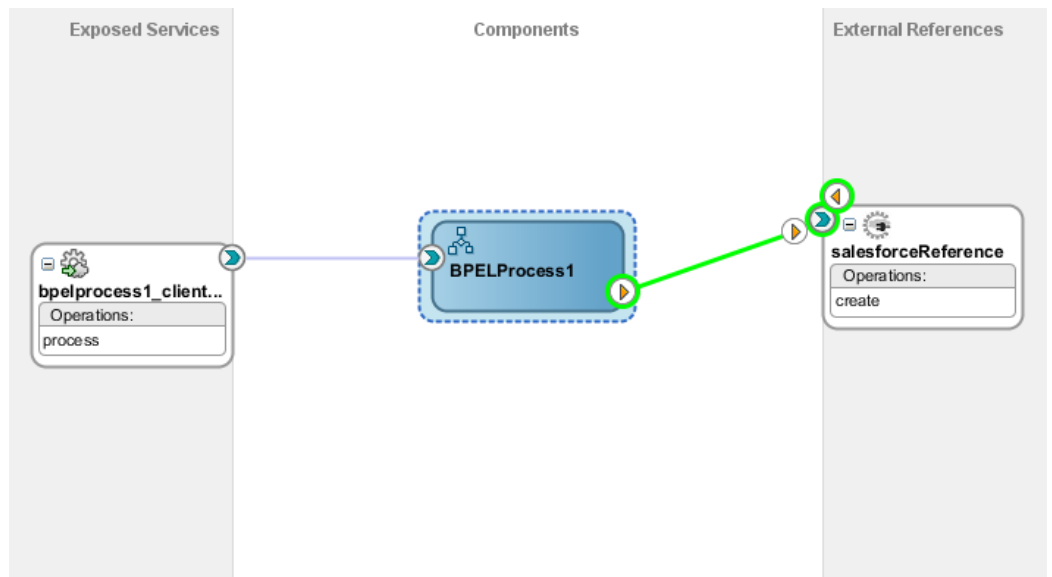 Exposed Services
Components
External References
bpelprocess1_client...
Operations:
process
BPELProcess1
salesforceReference
Operations:
create